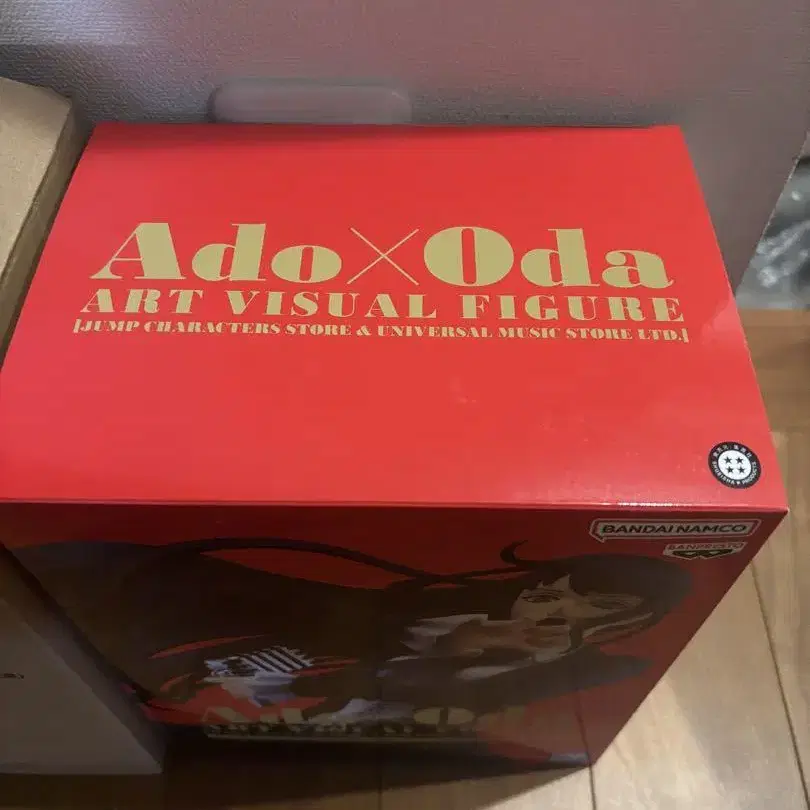 Ado×Oda
ART VISUAL FIGURE
[JUMP CHARACTERS STORE & UNIVERSAL MUSIC STORE LTD.]
BANDAI NAMCO
BANPRESTO